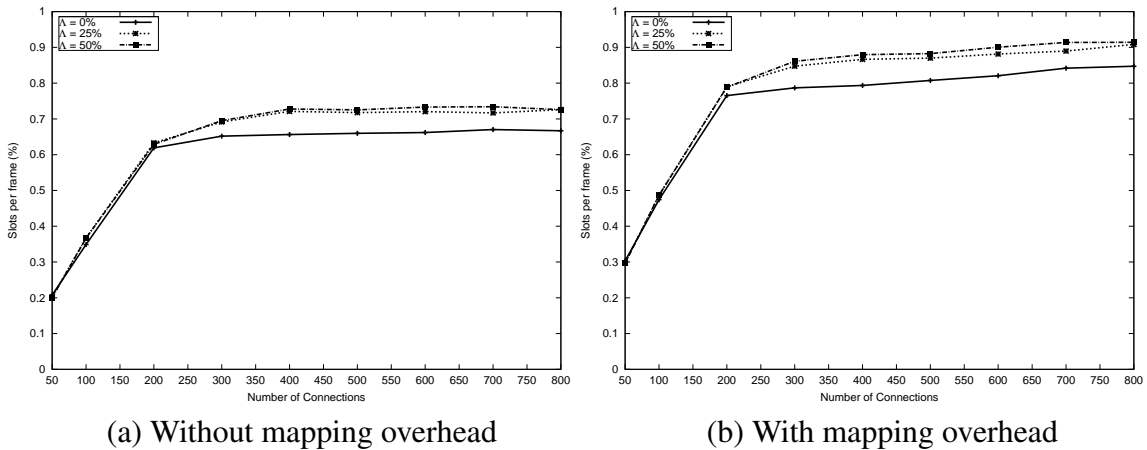 Λ = 0%
Λ = 25%
Λ = 50%
1
0.9
0.8
0.7
0.6
0.5
0.4
0.3
0.2
0.1
0
Slots per frame (%)
50 100 150 200 250 300 350 400 450 500 550 600 650 700 750 800
Number of Connections
(a) Without mapping overhead
Λ = 0%
Λ = 25%
Λ = 50%
1
0.9
0.8
0.7
0.6
0.5
0.4
0.3
0.2
0.1
0
Slots per frame (%)
50 100 150 200 250 300 350 400 450 500 550 600 650 700 750 800
Number of Connections
(b) With mapping overhead